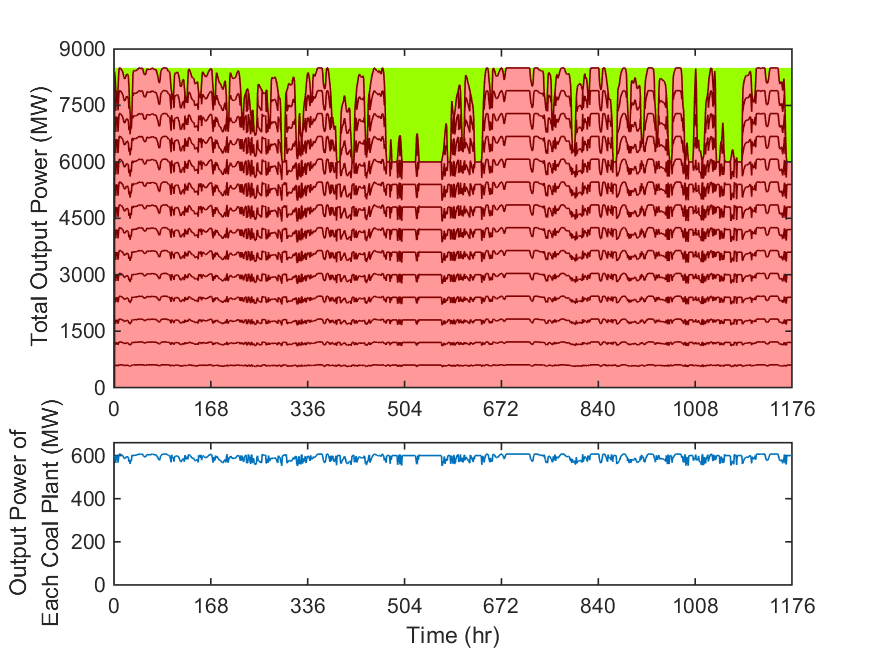 9000
7500
6000
4500
3000
1500
0
Total Output Power (MW)
0 168 336 504 672 840 1008 1176
600
400
200
0
Output Power of
Each Coal Plant (MW)
0 168 336 504 672 840 1008 1176
Time (hr)